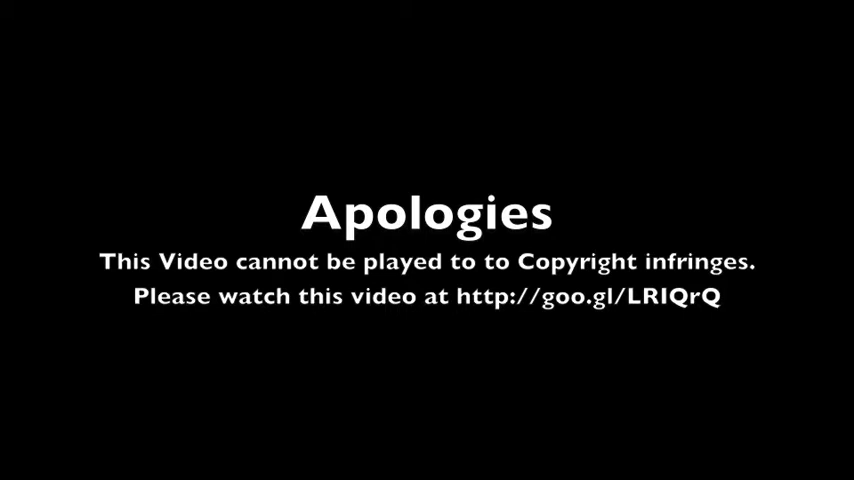 Apologies
This Video cannot be played to to Copyright infringes.
Please watch this video at http://goo.gl/LRIQrQ